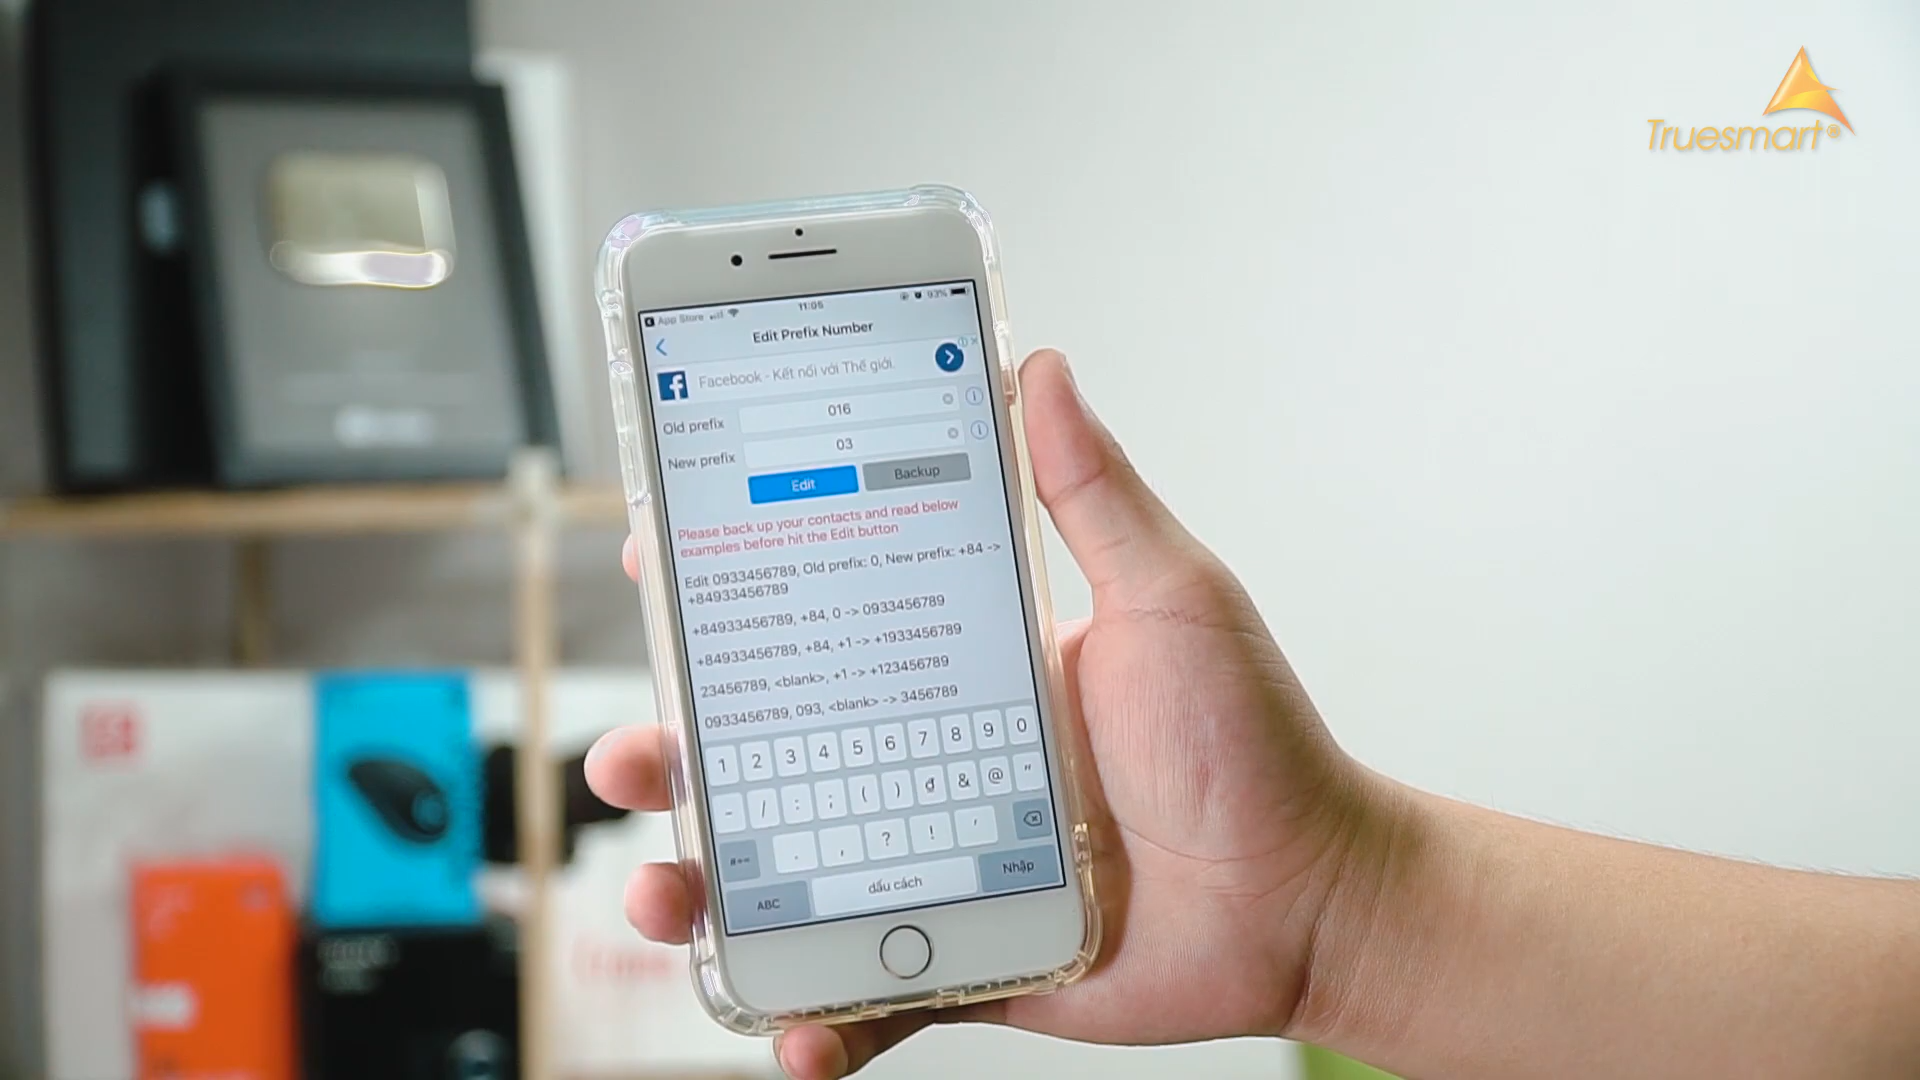 Truesmart®
App Store
11:05
93%
Edit Prefix Number
Facebook - Kết nối với Thế giới.
Old prefix
016
New prefix
03
Edit
Backup
Please back up your contacts and read below
examples before hit the Edit button
Edit 0933456789, Old prefix: 0, New prefix: +84 ->
+84933456789
+84933456789, +84, 0 -> 0933456789
+84933456789, +84, +1 -> +1933456789
23456789, <blank>, +1 -> +123456789
0933456789, 093, <blank> -> 3456789
1 2 3 4 5 6 7 8 9 0
- / : ; ( ) đ & @ "
#+= . , ? ! '
ABC dấu cách Nhập